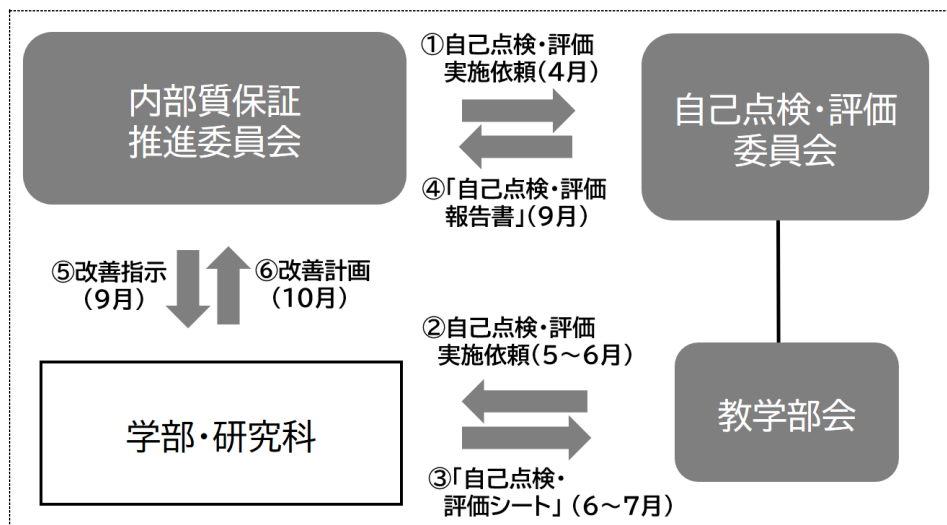 内部質保証
推進委員会
①自己点検・評価
実施依頼(4月)
自己点検・評価
委員会
④「自己点検・評価
報告書」(9月)
⑤改善指示
(9月)
⑥改善計画
(10月)
②自己点検・評価
実施依頼(5～6月)
学部・研究科
教学部会
③「自己点検・
評価シート」(6～7月)